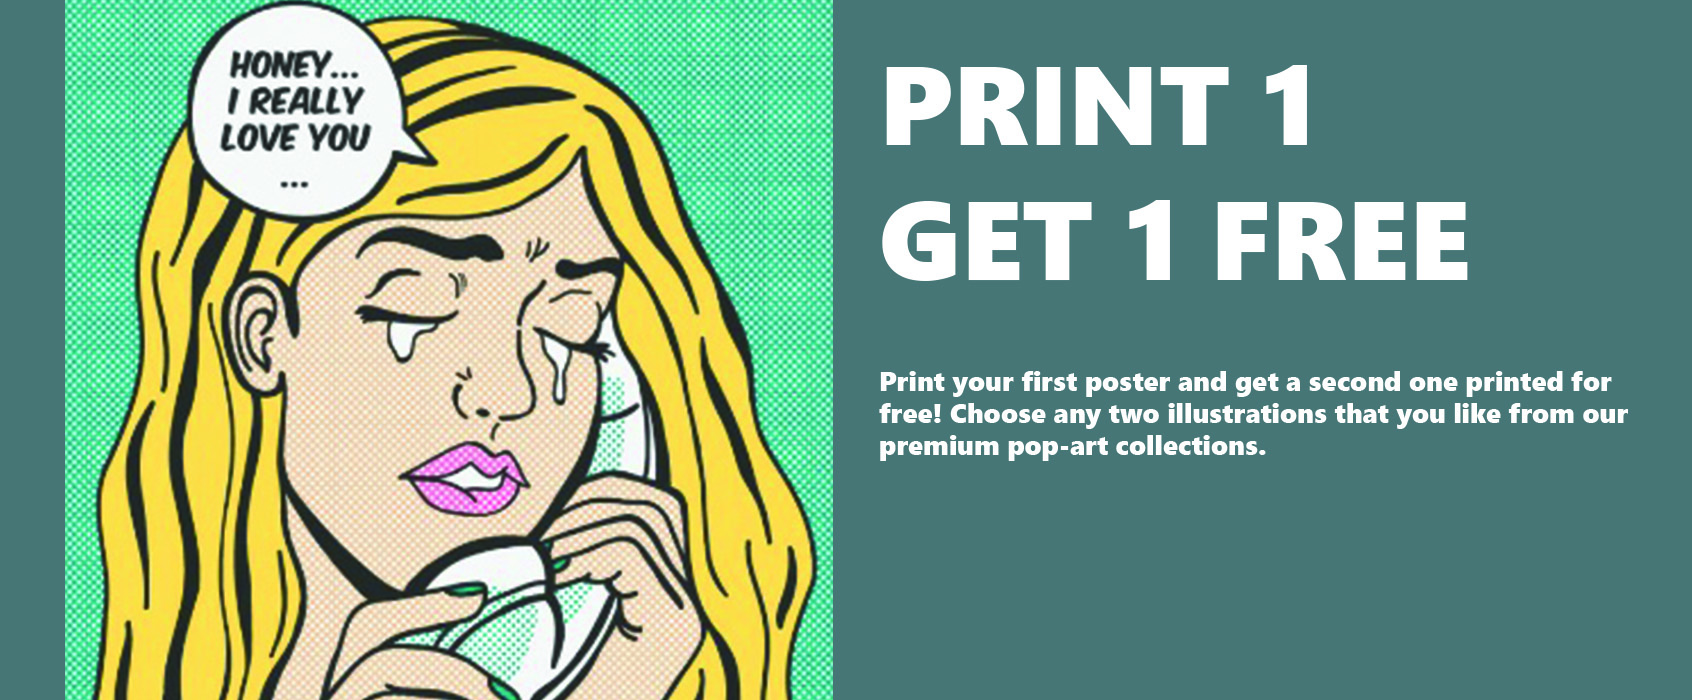 HONEY...
I REALLY
LOVE YOU
...
PRINT 1
GET 1 FREE
Print your first poster and get a second one printed for
free! Choose any two illustrations that you like from our
premium pop-art collections.